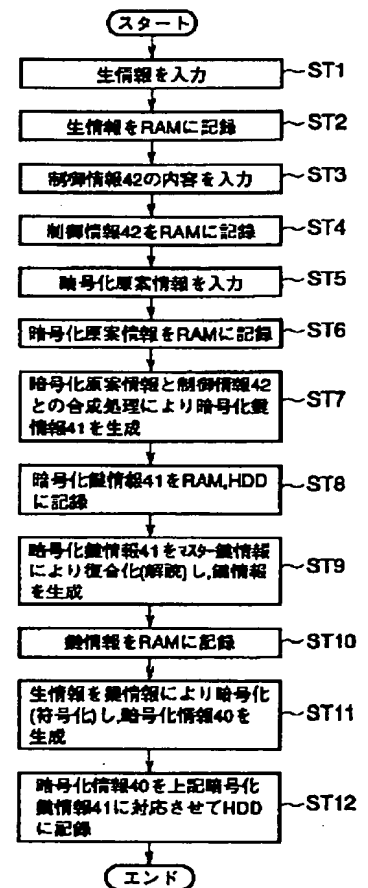 スタート
生情報を入力 ST1
生情報をRAMに記録 ST2
制御情報42の内容を入力 ST3
制御情報42をRAMに記録 ST4
暗号化原案情報を入力 ST5
暗号化原案情報をRAMに記録 ST6
暗号化原案情報と制御情報42
との合成処理により暗号化鍵 ST7
情報41を生成
暗号化鍵情報41をRAM,HDD ST8
に記録
暗号化鍵情報41をマスター鍵情報
により復合化(解読)し,鍵情報 ST9
を生成
鍵情報をRAMに記録 ST10
生情報を鍵情報により暗号化
(符号化)し,暗号化情報40を ST11
生成
暗号化情報40を上記暗号化
鍵情報41に対応させてHDD ST12
に記録
エンド